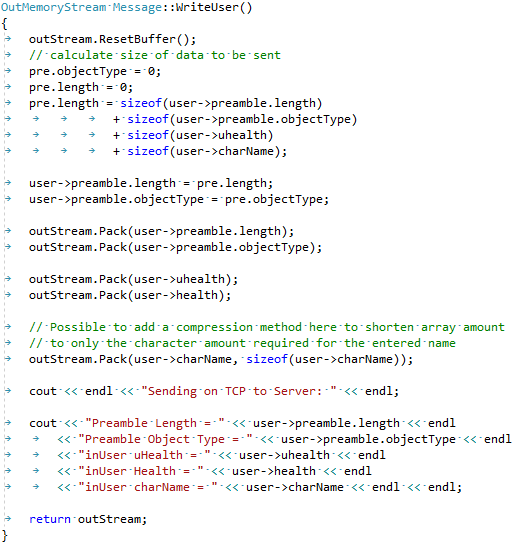 OutMemoryStream Message::WriteUser()
{
outStream.ResetBuffer();
// calculate size of data to be sent
pre.objectType = 0;
pre.length = 0;
pre.length = sizeof(user->preamble.length)
+ sizeof(user->preamble.objectType)
+ sizeof(user->uhealth)
+ sizeof(user->charName);
user->preamble.length = pre.length;
user->preamble.objectType = pre.objectType;
outStream.Pack(user->preamble.length);
outStream.Pack(user->preamble.objectType);
outStream.Pack(user->uhealth);
outStream.Pack(user->health);
// Possible to add a compression method here to shorten array amount
// to only the character amount required for the entered name
outStream.Pack(user->charName, sizeof(user->charName));
cout << endl << "Sending on TCP to Server: " << endl;
cout << "Preamble Length = " << user->preamble.length << endl
<< "Preamble Object Type = " << user->preamble.objectType << endl
<< "inUser uHealth = " << user->uhealth << endl
<< "inUser Health = " << user->health << endl
<< "inUser charName = " << user->charName << endl << endl;
return outStream;
}